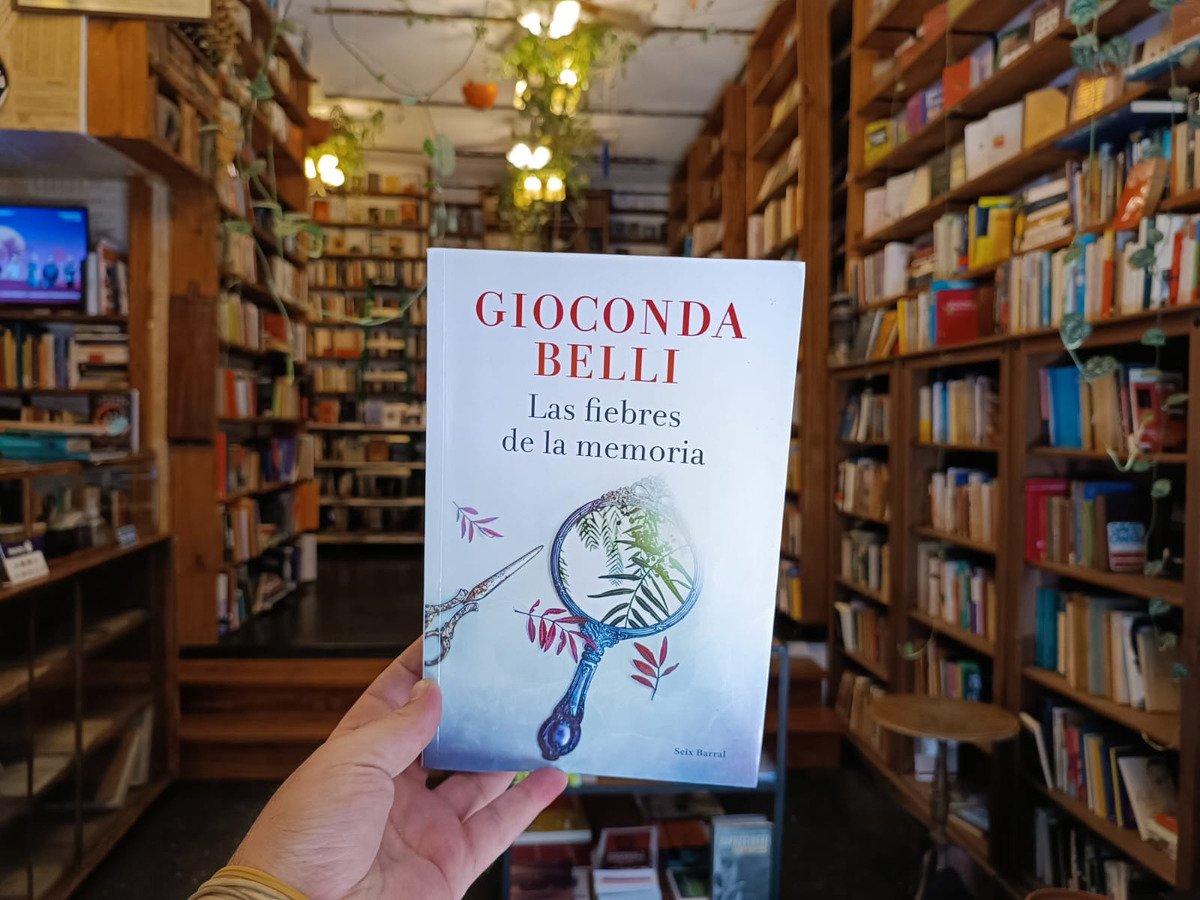 GIOCONDA
BELLI
Las fiebres
de la memoria
Seix Barral